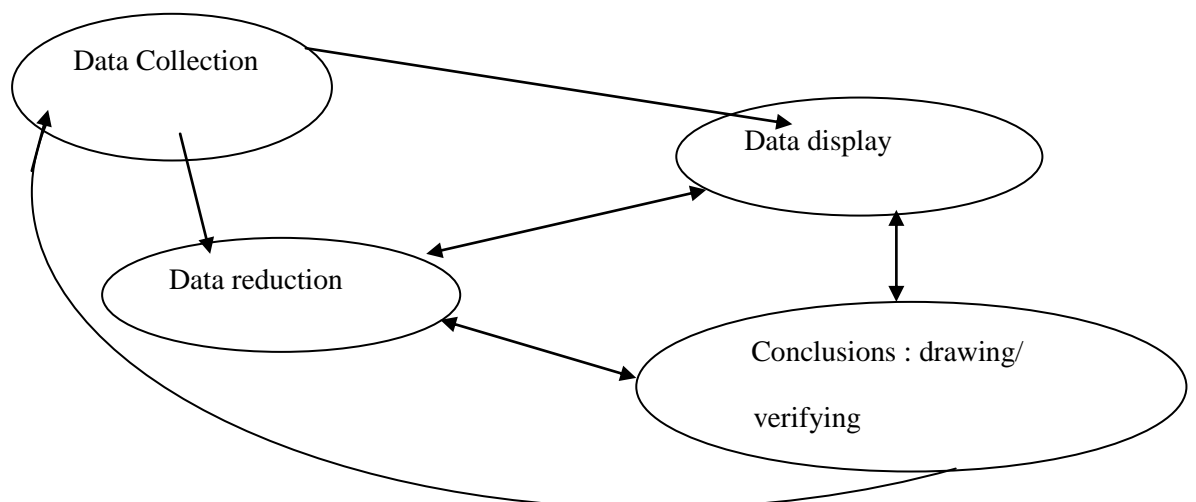 Data Collection
Data display
Data reduction
Conclusions : drawing/
verifying